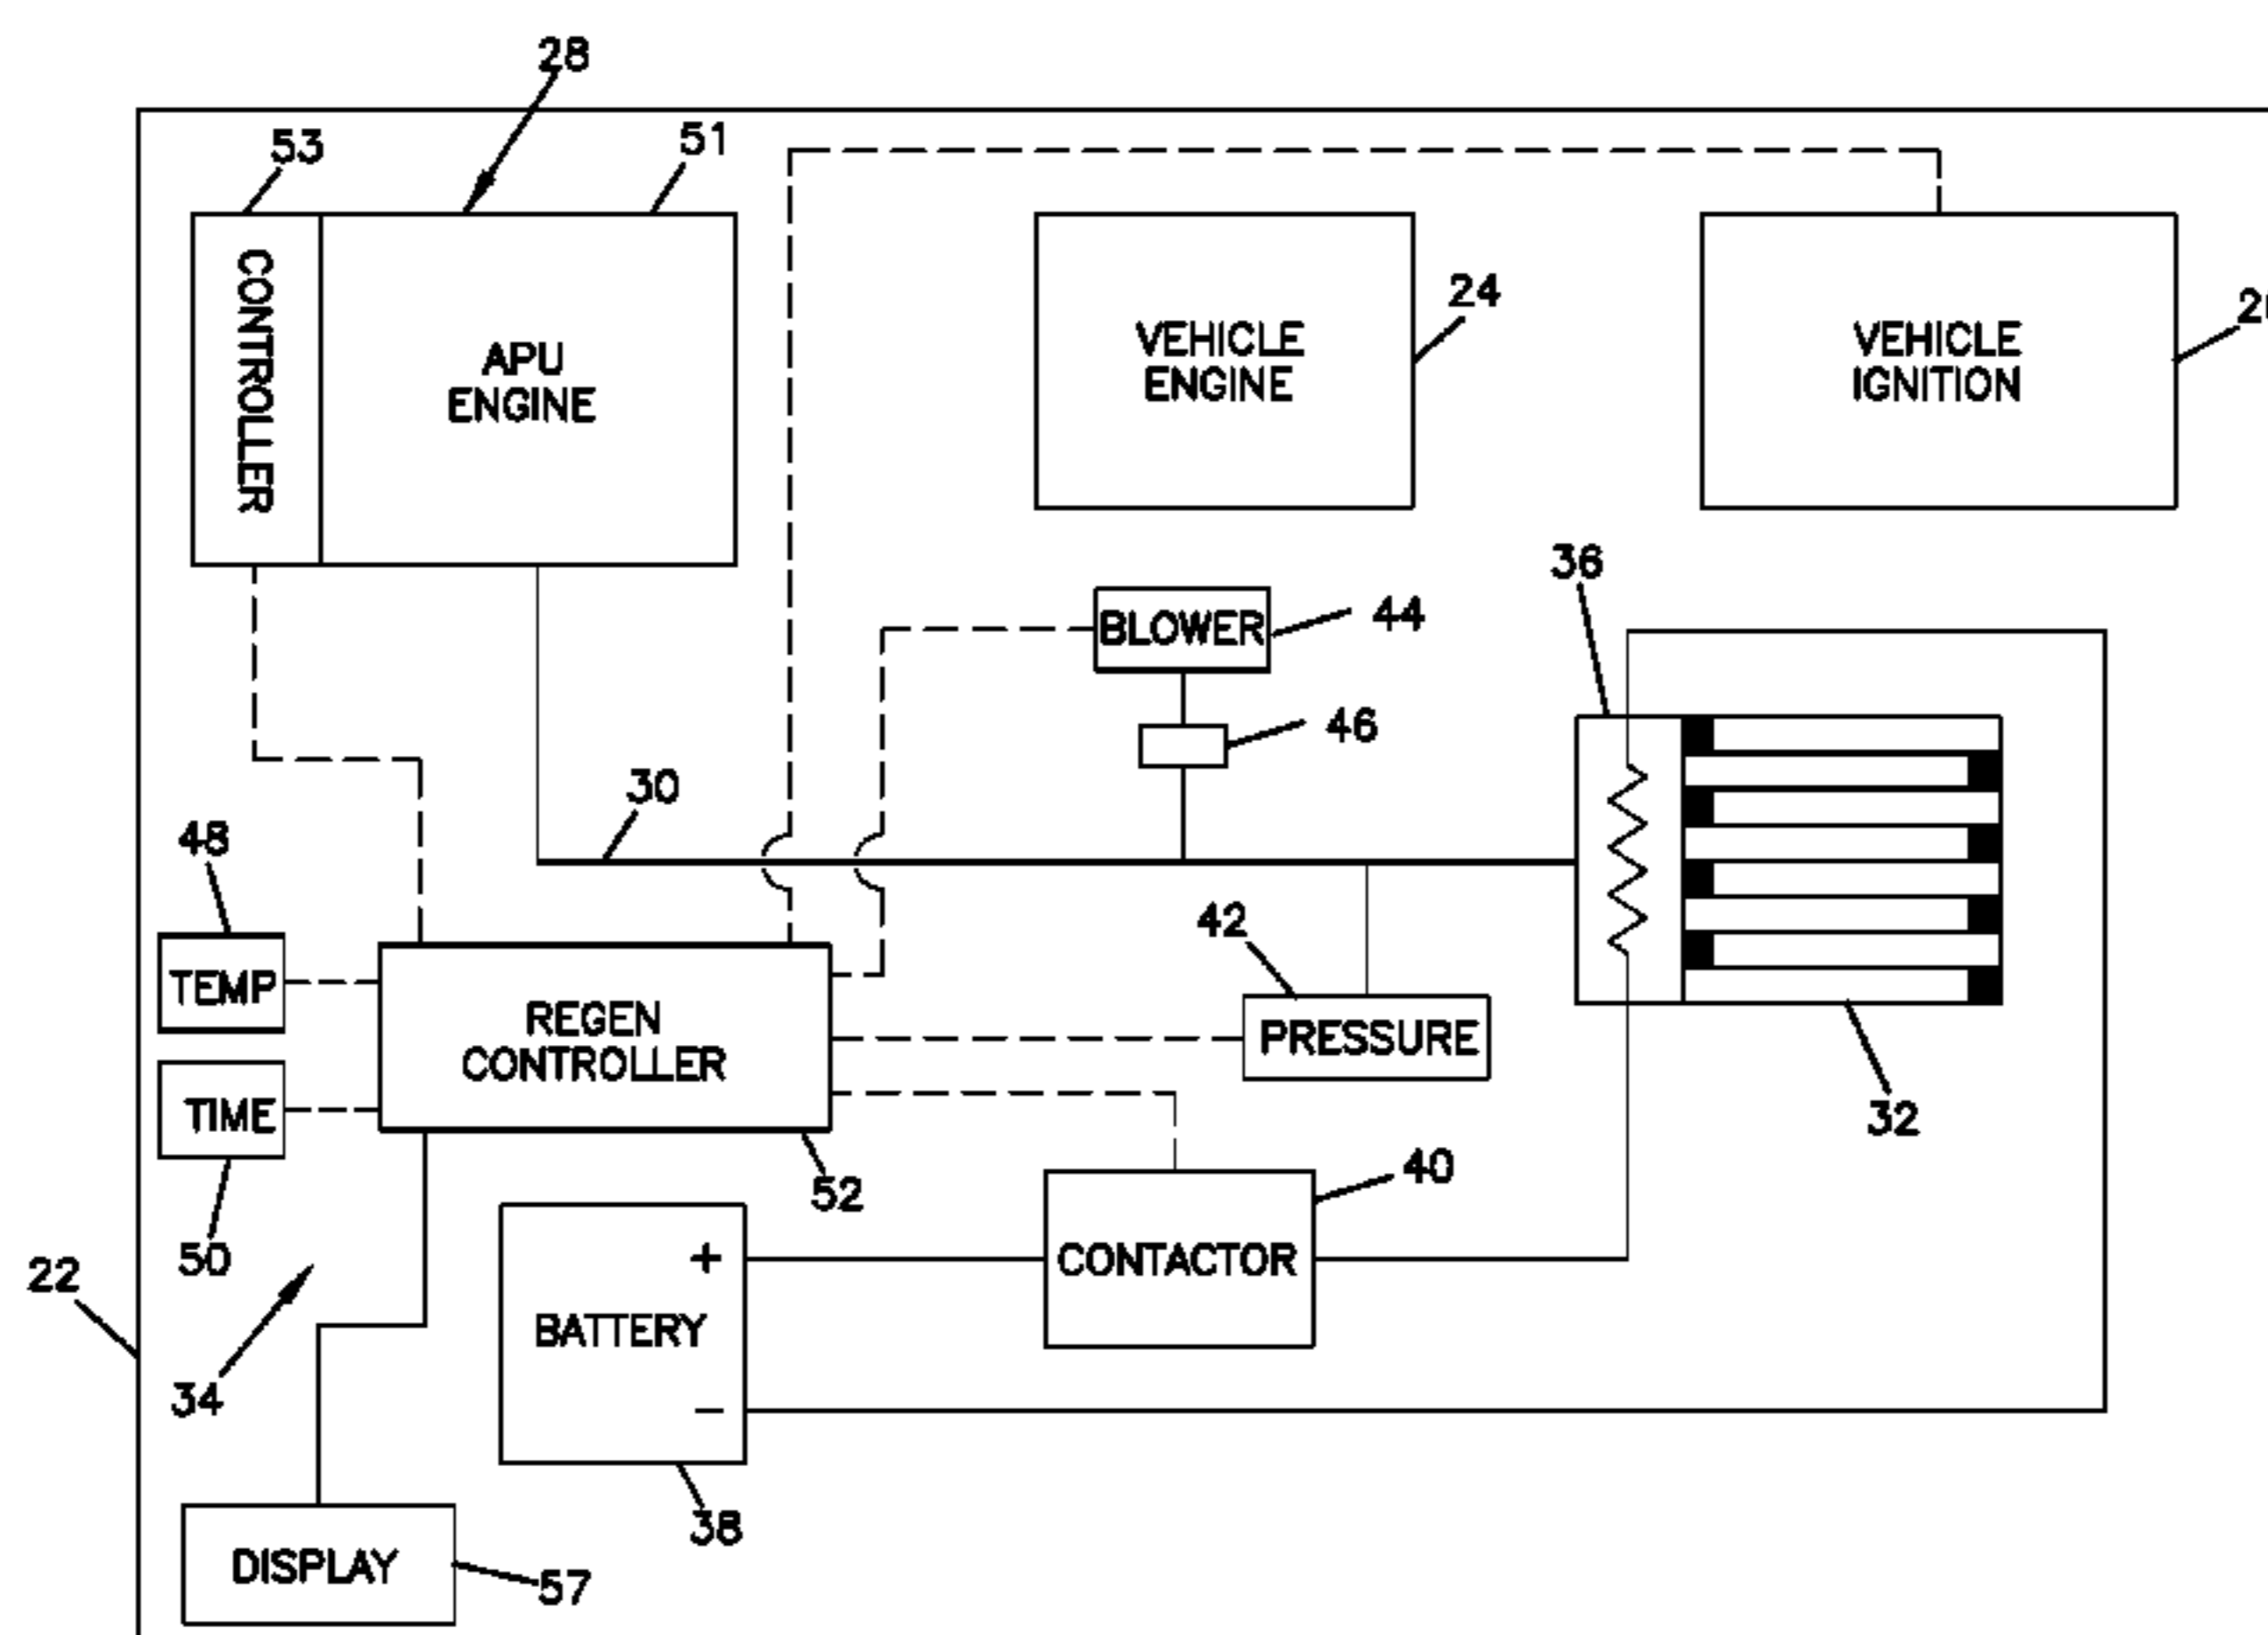 28
53
51
CONTROLLER
APU
ENGINE
VEHICLE
ENGINE
24
VEHICLE
IGNITION
36
BLOWER
44
46
30
48
TEMP
42
REGEN
CONTROLLER
PRESSURE
TIME
32
52
40
50
22
+
CONTACTOR
BATTERY
34
−
38
DISPLAY
57